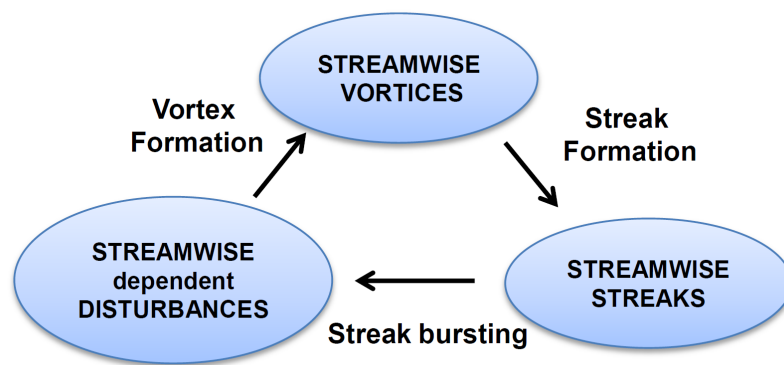 STREAMWISE
VORTICES
Vortex
Formation
Streak
Formation
STREAMWISE
dependent
DISTURBANCES
STREAMWISE
STREAKS
Streak bursting